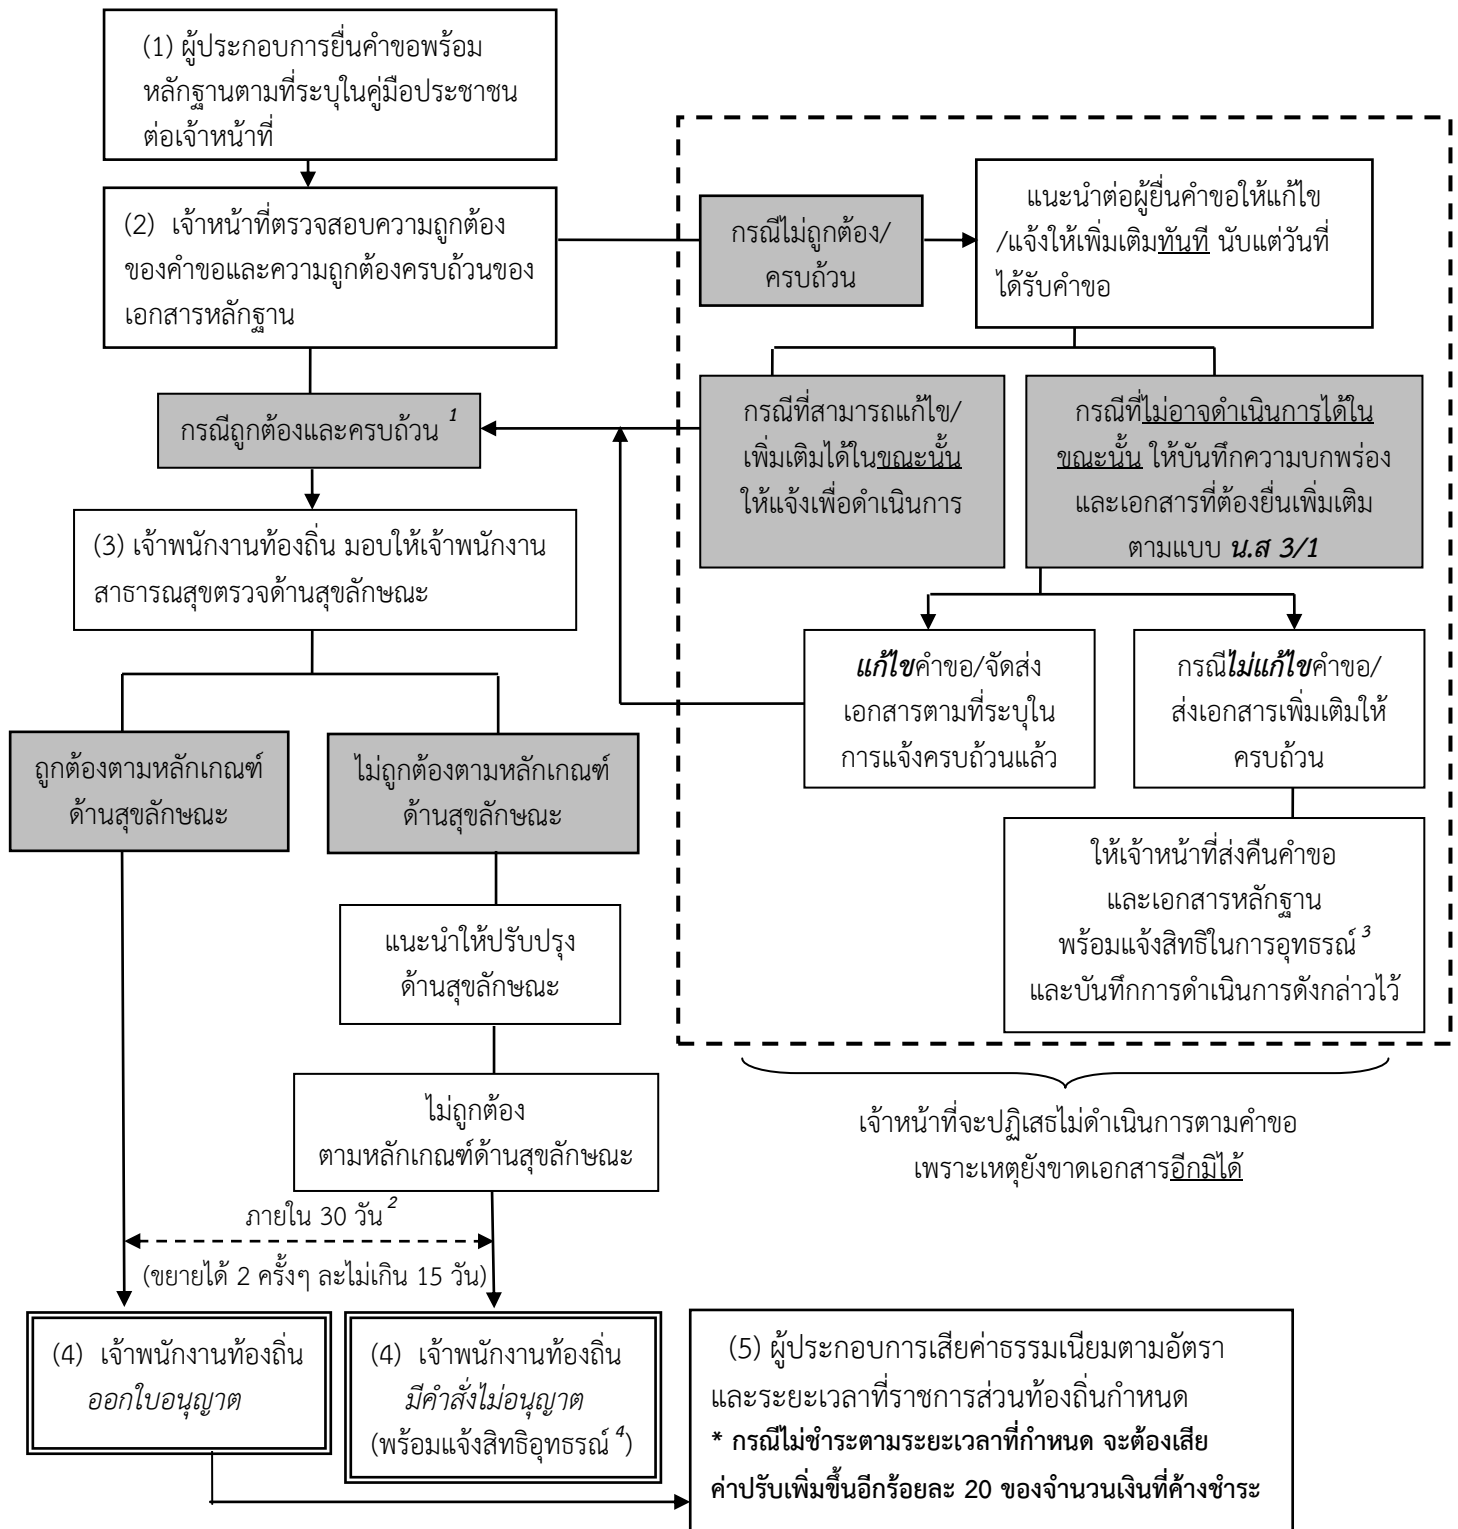 (1) ผู้ประกอบการยื่นคำขอพร้อม
หลักฐานตามที่ระบุในคู่มือประชาชน
ต่อเจ้าหน้าที่
(2) เจ้าหน้าที่ตรวจสอบความถูกต้อง
ของคำขอและความถูกต้องครบถ้วนของ
เอกสารหลักฐาน
กรณีไม่ถูกต้อง/
ครบถ้วน
แนะนำต่อผู้ยื่นคำขอให้แก้ไข
/แจ้งให้เพิ่มเติมทันที นับแต่วันที่
ได้รับคำขอ
กรณีถูกต้องและครบถ้วน 1
กรณีที่สามารถแก้ไข/
เพิ่มเติมได้ในขณะนั้น
ให้แจ้งเพื่อดำเนินการ
กรณีที่ไม่อาจดำเนินการได้ใน
ขณะนั้น ให้บันทึกความบกพร่อง
และเอกสารที่ต้องยื่นเพิ่มเติม
ตามแบบ น.ส 3/1
(3) เจ้าพนักงานท้องถิ่น มอบให้เจ้าพนักงาน
สาธารณสุขตรวจด้านสุขลักษณะ
แก้ไขคำขอ/จัดส่ง
เอกสารตามที่ระบุใน
การแจ้งครบถ้วนแล้ว
กรณีไม่แก้ไขคำขอ/
ส่งเอกสารเพิ่มเติมให้
ครบถ้วน
ถูกต้องตามหลักเกณฑ์
ด้านสุขลักษณะ
ไม่ถูกต้องตามหลักเกณฑ์
ด้านสุขลักษณะ
ให้เจ้าหน้าที่ส่งคืนคำขอ
และเอกสารหลักฐาน
พร้อมแจ้งสิทธิในการอุทธรณ์ 3
และบันทึกการดำเนินการดังกล่าวไว้
แนะนำให้ปรับปรุง
ด้านสุขลักษณะ
ไม่ถูกต้อง
ตามหลักเกณฑ์ด้านสุขลักษณะ
เจ้าหน้าที่จะปฏิเสธไม่ดำเนินการตามคำขอ
เพราะเหตุยังขาดเอกสารอีกมิได้
ภายใน 30 วัน 2
(ขยายได้ 2 ครั้งๆ ละไม่เกิน 15 วัน)
(4) เจ้าพนักงานท้องถิ่น
ออกใบอนุญาต
(4) เจ้าพนักงานท้องถิ่น
มีคำสั่งไม่อนุญาต
(พร้อมแจ้งสิทธิอุทธรณ์ 4)
(5) ผู้ประกอบการเสียค่าธรรมเนียมตามอัตรา
และระยะเวลาที่ราชการส่วนท้องถิ่นกำหนด
* กรณีไม่ชำระตามระยะเวลาที่กำหนด จะต้องเสีย
ค่าปรับเพิ่มขึ้นอีกร้อยละ 20 ของจำนวนเงินที่ค้างชำระ